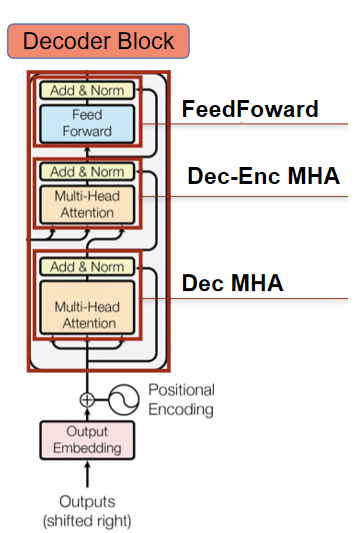 Decoder Block
Add & Norm
Feed
Forward
FeedFoward
Add & Norm
Multi-Head
Attention
Dec-Enc MHA
Add & Norm
Multi-Head
Attention
Dec MHA
Positional
Encoding
Output
Embedding
Outputs
(shifted right)